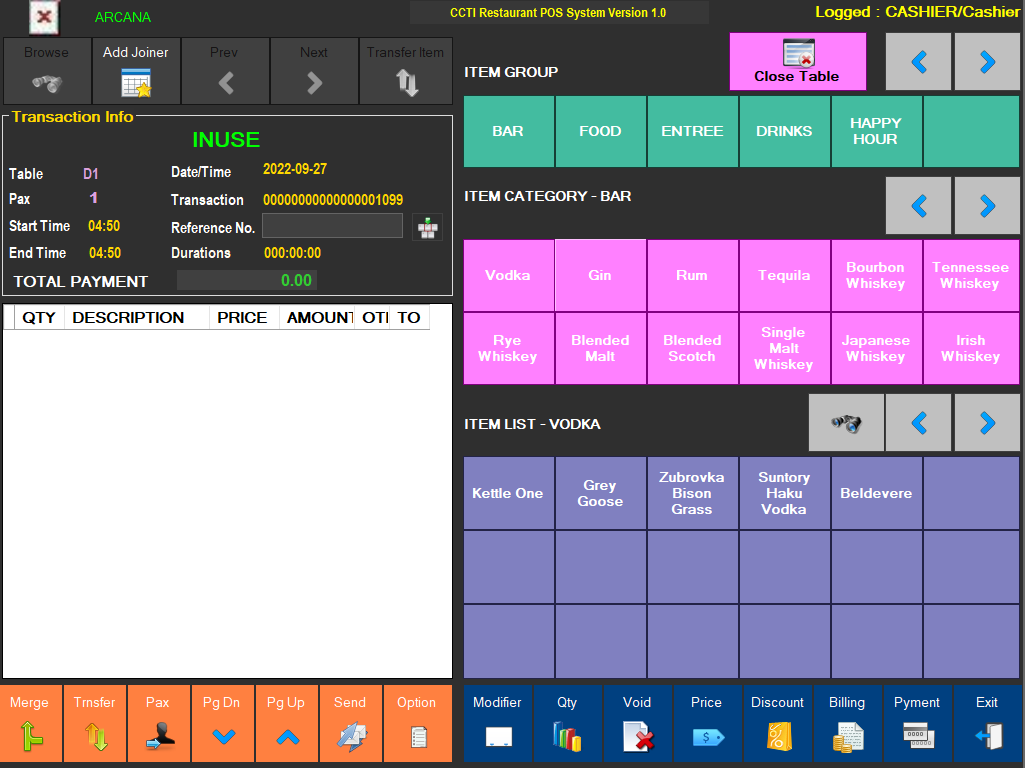 ARCANA
CCTI Restaurant POS System Version 1.0
Logged : CASHIER/Cashier
Browse
Add Joiner
Prev
Next
Transfer Item
Transaction Info
INUSE
Table D1
Date/Time 2022-09-27
Pax 1
Transaction 00000000000000001099
Start Time 04:50
Reference No.
End Time 04:50
Durations 000:00:00
TOTAL PAYMENT 0.00
QTY DESCRIPTION PRICE AMOUNT OTI TO
Merge
Trnsfer
Pax
Pg Dn
Pg Up
Send
Option
ITEM GROUP
Close Table
BAR
FOOD
ENTREE
DRINKS
HAPPY
HOUR
ITEM CATEGORY - BAR
Vodka
Gin
Rum
Tequila
Bourbon
Whiskey
Tennessee
Whiskey
Rye
Whiskey
Blended
Malt
Blended
Scotch
Single
Malt
Whiskey
Japanese
Whiskey
Irish
Whiskey
ITEM LIST - VODKA
Kettle One
Grey
Goose
Zubrovka
Bison
Grass
Suntory
Haku
Vodka
Beldevere
Modifier
Qty
Void
Price
Discount
Billing
Pyment
Exit